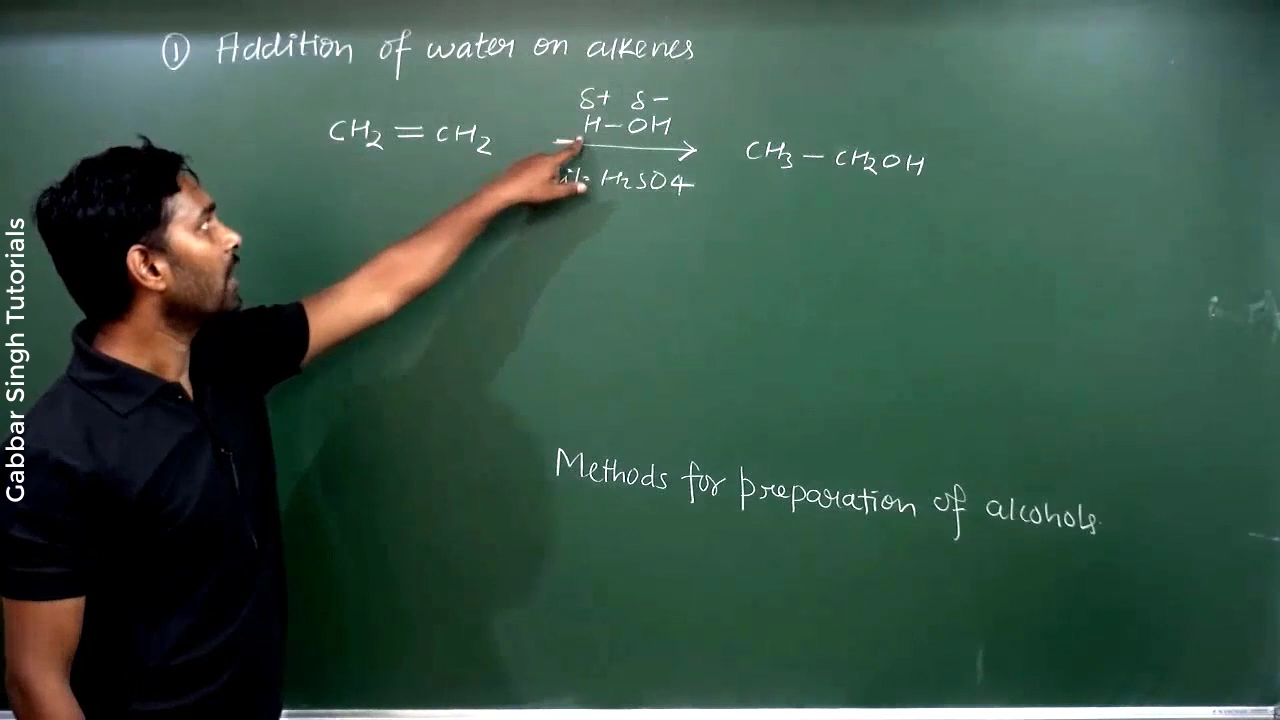 ① Addition of water on alkenes
δ+ δ-
CH2 = CH2 H-OH CH3 - CH2OH
il. H2SO4
Methods for preparation of alcohols
Gabbar Singh Tutorials